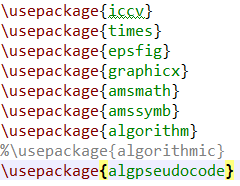 \usepackage{iccv}
\usepackage{times}
\usepackage{epsfig}
\usepackage{graphicx}
\usepackage{amsmath}
\usepackage{amssymb}
\usepackage{algorithm}
%\usepackage{algorithmic}
\usepackage{algpseudocode}